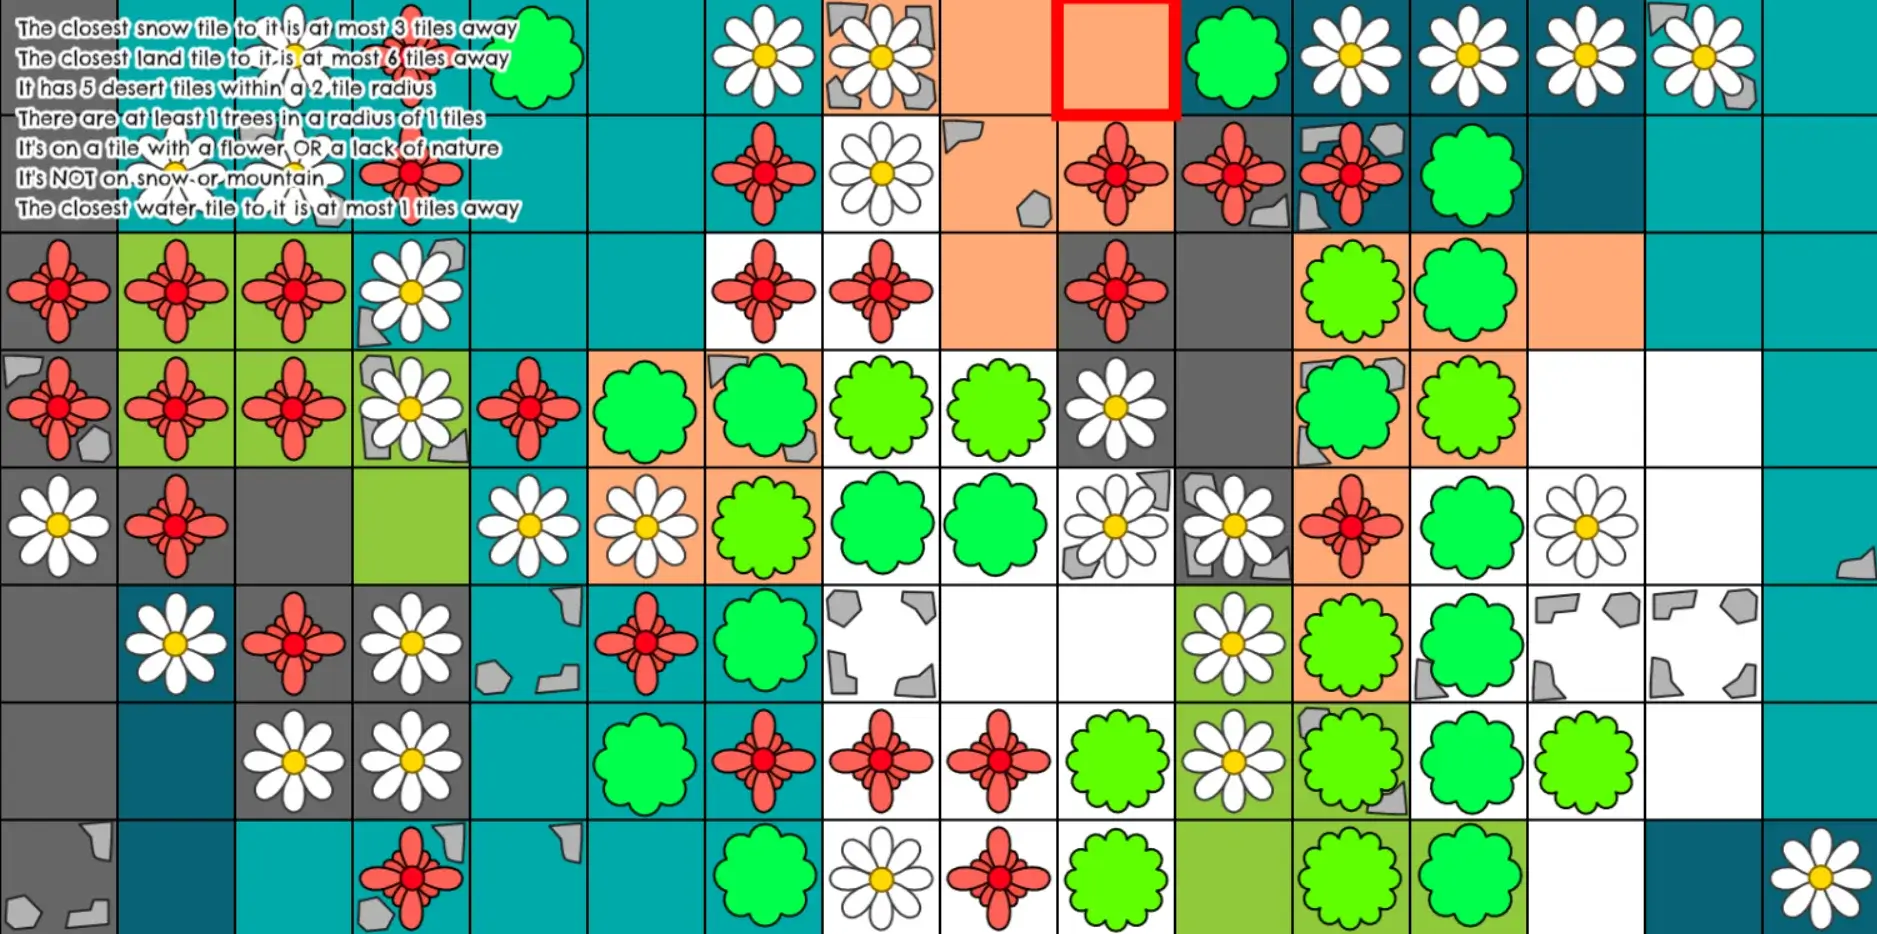 The closest snow tile to it is at most 3 tiles away
The closest land tile to it is at most 6 tiles away
It has 5 desert tiles within a 2 tile radius
There are at least 1 trees in a radius of 1 tiles
It's on a tile with a flower OR a lack of nature
It's NOT on snow or mountain
The closest water tile to it is at most 1 tiles away